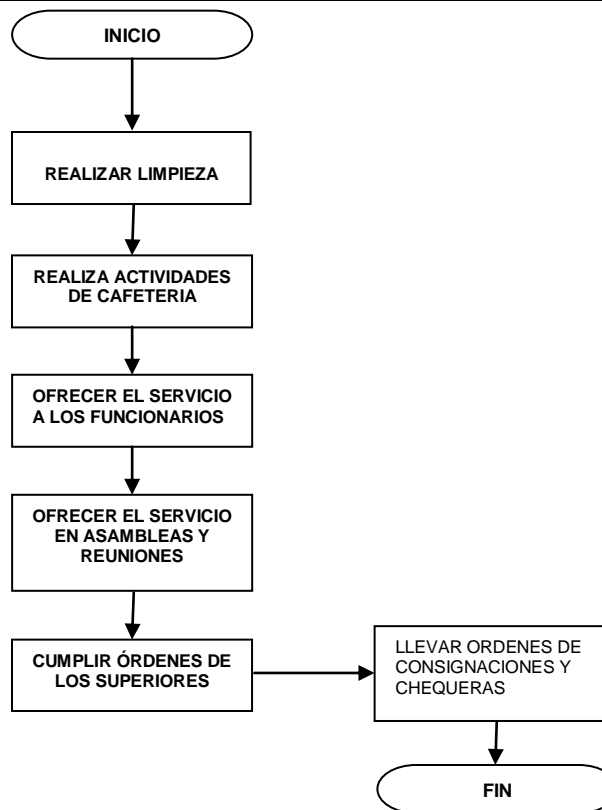 INICIO
REALIZAR LIMPIEZA
REALIZA ACTIVIDADES
DE CAFETERIA
OFRECER EL SERVICIO
A LOS FUNCIONARIOS
OFRECER EL SERVICIO
EN ASAMBLEAS Y
REUNIONES
CUMPLIR ÓRDENES DE
LOS SUPERIORES
LLEVAR ORDENES DE
CONSIGNACIONES Y
CHEQUERAS
FIN